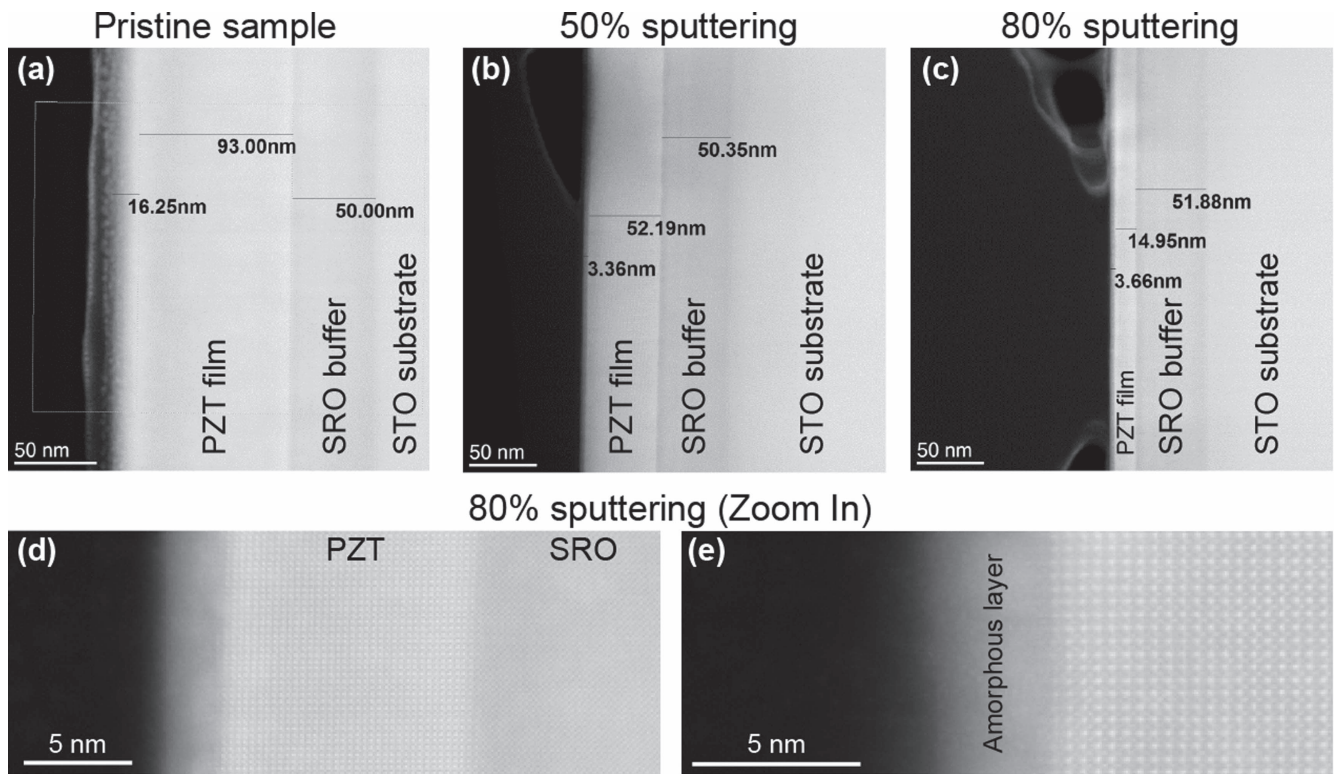 Pristine sample
50% sputtering
80% sputtering
(a)
93.00nm
16.25nm
50.00nm
PZT film
SRO buffer
STO substrate
50 nm
(b)
50.35nm
52.19nm
3.36nm
PZT film
SRO buffer
STO substrate
50 nm
(c)
51.88nm
14.95nm
3.66nm
PZT film
SRO buffer
STO substrate
50 nm
80% sputtering (Zoom In)
(d)
PZT
SRO
5 nm
(e)
Amorphous layer
5 nm